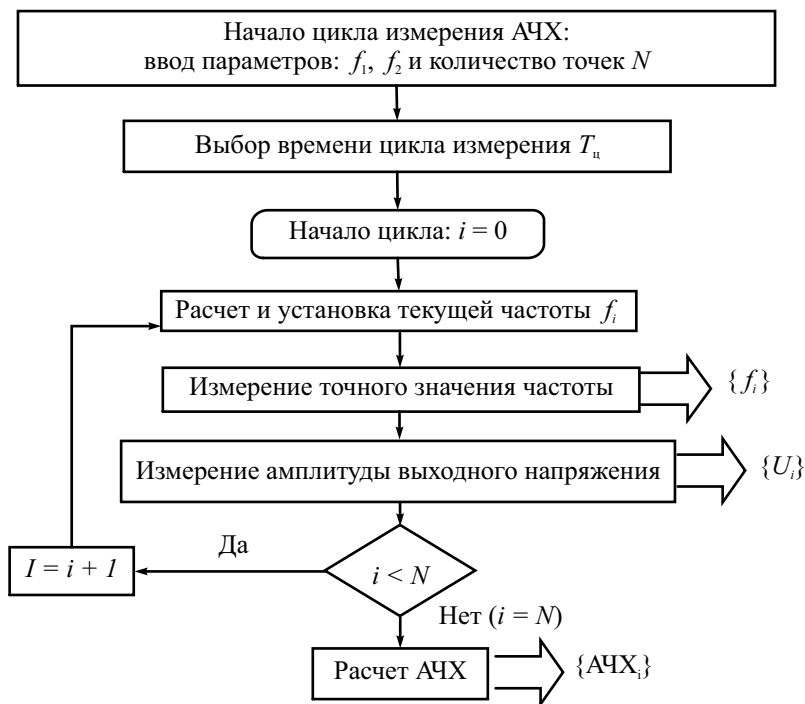 Начало цикла измерения АЧХ:
ввод параметров: f₁, f₂ и количество точек N
Выбор времени цикла измерения Tц
Начало цикла: i = 0
Расчет и установка текущей частоты fᵢ
Измерение точного значения частоты
{fᵢ}
Измерение амплитуды выходного напряжения
{Uᵢ}
Да
I = i + 1
i < N
Нет (i = N)
Расчет АЧХ
{АЧХᵢ}